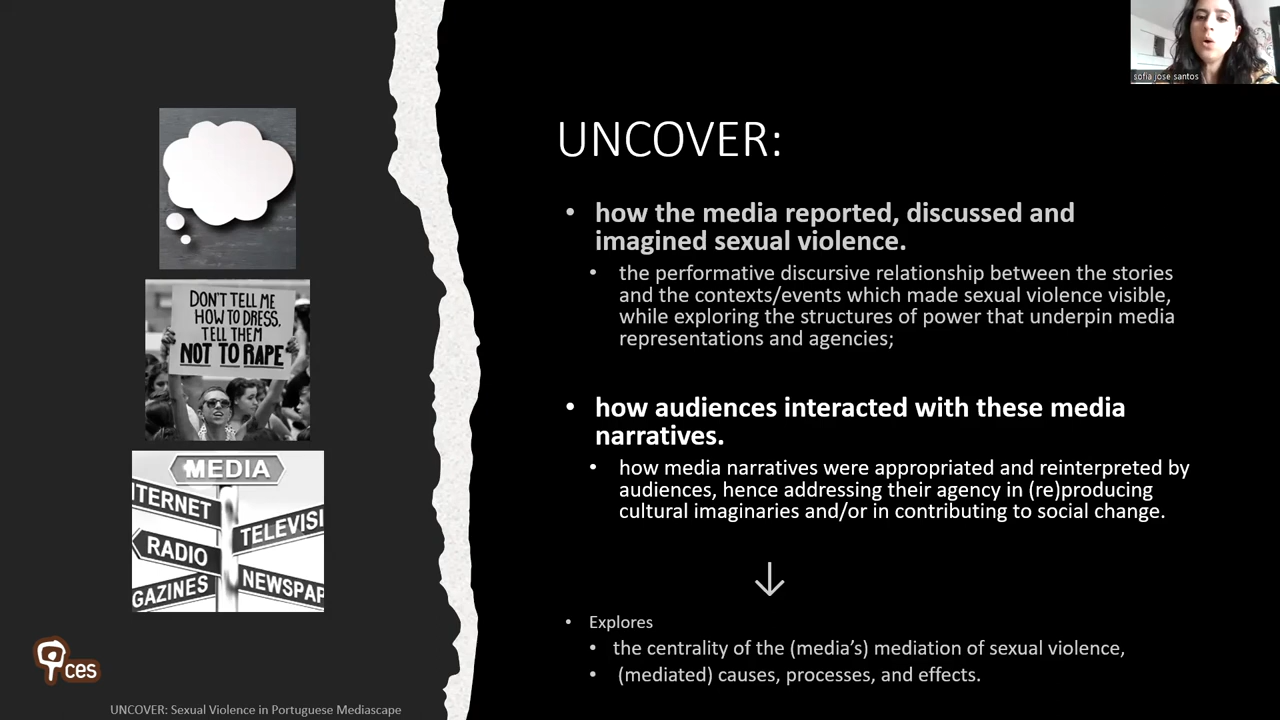 sofia jose santos
UNCOVER:
• how the media reported, discussed and
imagined sexual violence.
• the performative discursive relationship between the stories
and the contexts/events which made sexual violence visible,
while exploring the structures of power that underpin media
representations and agencies;
• how audiences interacted with these media
narratives.
• how media narratives were appropriated and reinterpreted by
audiences, hence addressing their agency in (re)producing
cultural imaginaries and/or in contributing to social change.
• Explores
• the centrality of the (media's) mediation of sexual violence,
• (mediated) causes, processes, and effects.
DON'T TELL ME
HOW TO DRESS,
TELL THEM
NOT TO RAPE
MEDIA
TERNET
TELEVISI
RADIO
GAZINES
NEWSPAP
ces
UNCOVER: Sexual Violence in Portuguese Mediascape